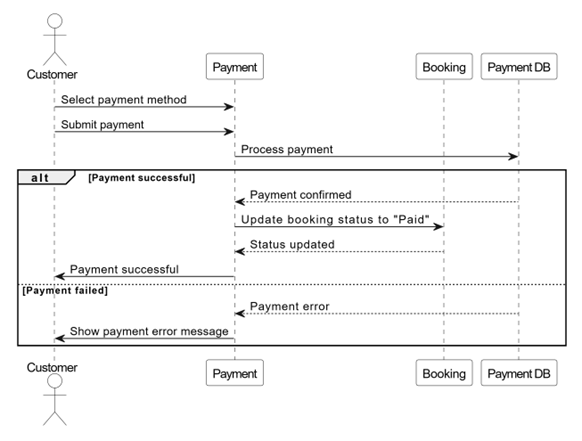 Customer
Payment
Booking
Payment DB
Select payment method
Submit payment
Process payment
alt
[Payment successful]
Payment confirmed
Update booking status to "Paid"
Status updated
Payment successful
[Payment failed]
Payment error
Show payment error message
Customer
Payment
Booking
Payment DB